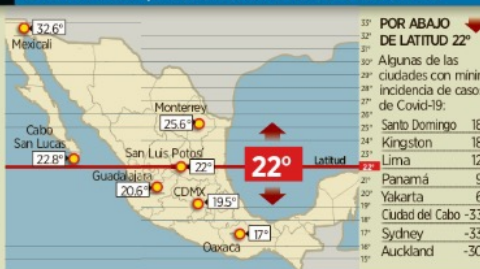 32.6°
Mexicali
Monterrey
25.6°
Cabo
San Lucas
22.8°
San Luis Potosí
22°
Guadalajara
20.6°
CDMX
19.5°
Oaxaca
17°
22°
Latitud
33°
32°
31°
30°
29°
28°
27°
26°
25°
24°
23°
22°
21°
20°
19°
18°
17°
16°
15°
POR ABAJO
DE LATITUD 22°
Algunas de las
ciudades con
incidencia de
de Covid-19:
Santo Domingo
Kingston
Lima
Panamá
Yakarta
Ciudad del Cabo
Sydney
Auckland